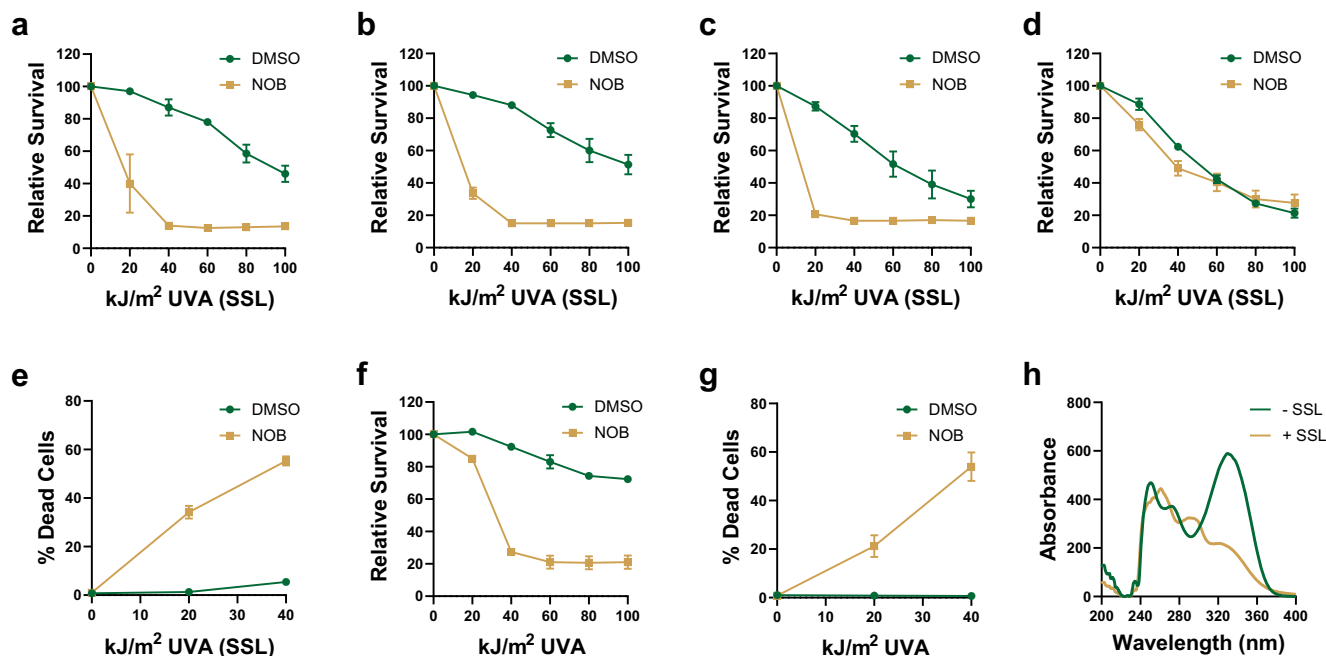 a
120
100
80
60
40
20
0
Relative Survival
DMSO
NOB
0 20 40 60 80 100
kJ/m² UVA (SSL)
b
120
100
80
60
40
20
0
Relative Survival
DMSO
NOB
0 20 40 60 80 100
kJ/m² UVA (SSL)
c
120
100
80
60
40
20
0
Relative Survival
DMSO
NOB
0 20 40 60 80 100
kJ/m² UVA (SSL)
d
120
100
80
60
40
20
0
Relative Survival
DMSO
NOB
0 20 40 60 80 100
kJ/m² UVA (SSL)
e
80
60
40
20
0
% Dead Cells
DMSO
NOB
0 10 20 30 40
kJ/m² UVA (SSL)
f
120
100
80
60
40
20
0
Relative Survival
DMSO
NOB
0 20 40 60 80 100
kJ/m² UVA
g
80
60
40
20
0
% Dead Cells
DMSO
NOB
0 10 20 30 40
kJ/m² UVA
h
800
600
400
200
0
Absorbance
- SSL
+ SSL
200 240 280 320 360 400
Wavelength (nm)